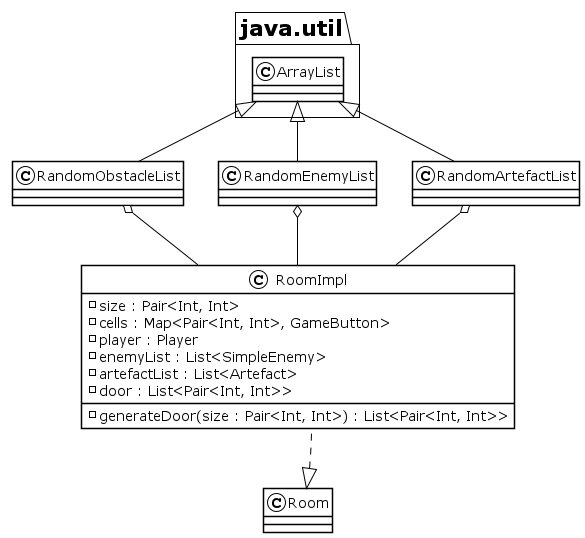 java.util
C ArrayList
C RandomObstacleList
C RandomEnemyList
C RandomArtefactList
C RoomImpl
size : Pair<Int, Int>
cells : Map<Pair<Int, Int>, GameButton>
player : Player
enemyList : List<SimpleEnemy>
artefactList : List<Artefact>
door : List<Pair<Int, Int>>
generateDoor(size : Pair<Int, Int>) : List<Pair<Int, Int>>
C Room